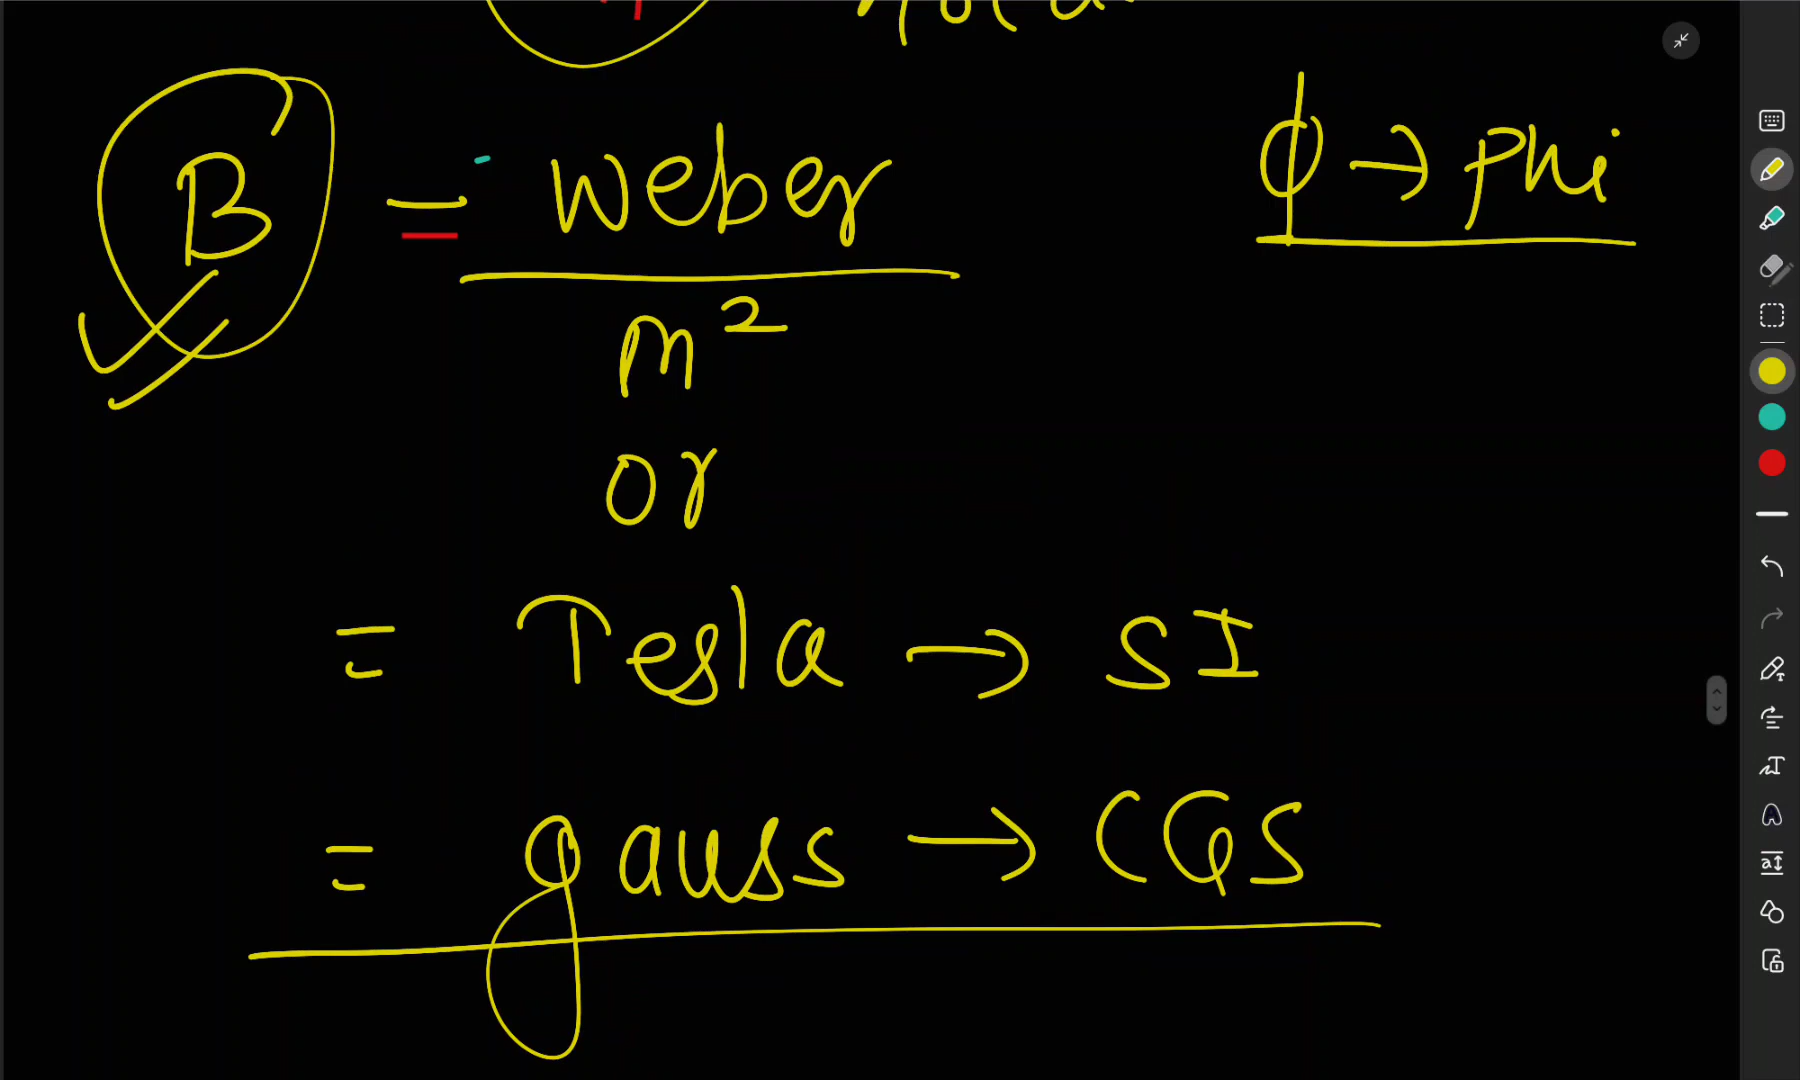 B = Weber
ϕ → Phi
m²
or
= Tesla → SI
= gauss → CGS